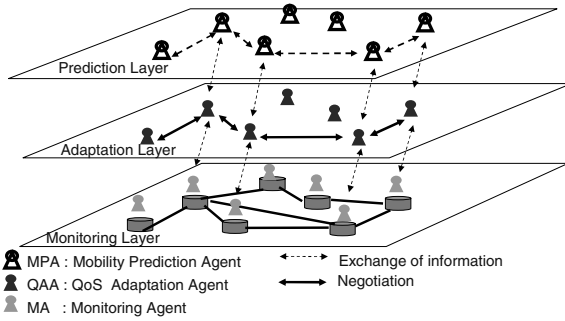 Prediction Layer
Adaptation Layer
Monitoring Layer
MPA : Mobility Prediction Agent
Exchange of information
QAA : QoS Adaptation Agent
Negotiation
MA : Monitoring Agent